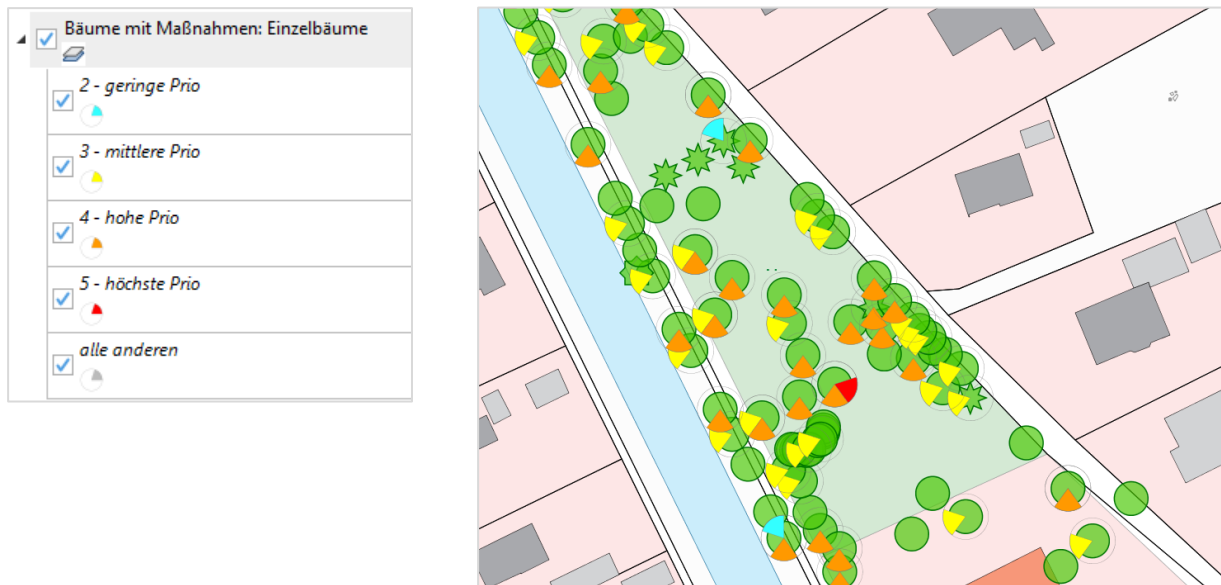 Bäume mit Maßnahmen: Einzelbäume
2 - geringe Prio
3 - mittlere Prio
4 - hohe Prio
5 - höchste Prio
alle anderen